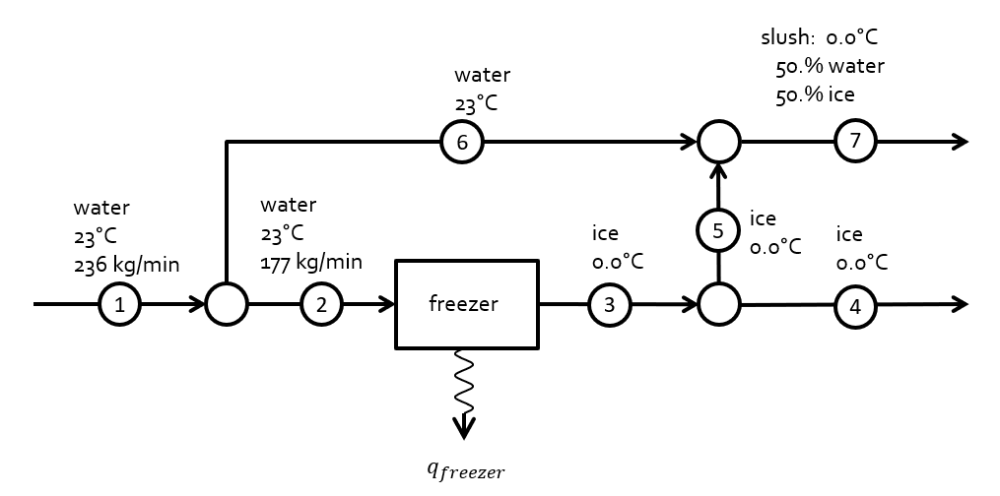 slush: 0.0°C
50.% water
50.% ice
water
23°C
6
7
water
23°C
236 kg/min
water
23°C
177 kg/min
ice
0.0°C
5
ice
0.0°C
ice
0.0°C
1
2
freezer
3
4
q_freezer